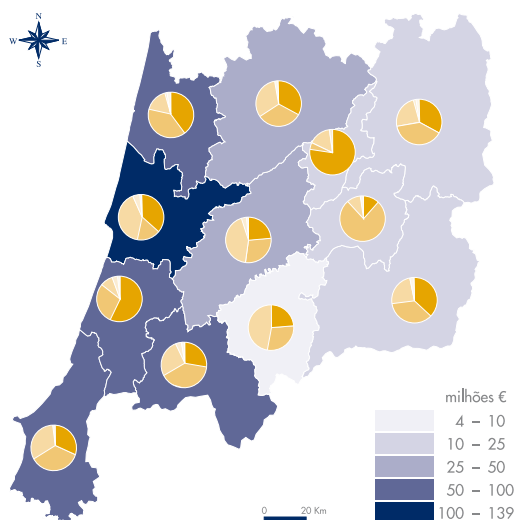 N
W E
S
milhões €
4 – 10
10 – 25
25 – 50
50 – 100
100 – 139
0 20 Km